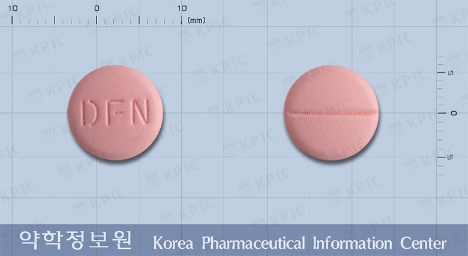 10 0 10 (mm)
DFN
5
0
5
약학정보원 Korea Pharmaceutical Information Center